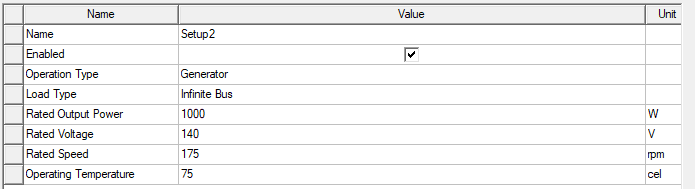 Name Value Unit
Name Setup2
Enabled
Operation Type Generator
Load Type Infinite Bus
Rated Output Power 1000 W
Rated Voltage 140 V
Rated Speed 175 rpm
Operating Temperature 75 cel